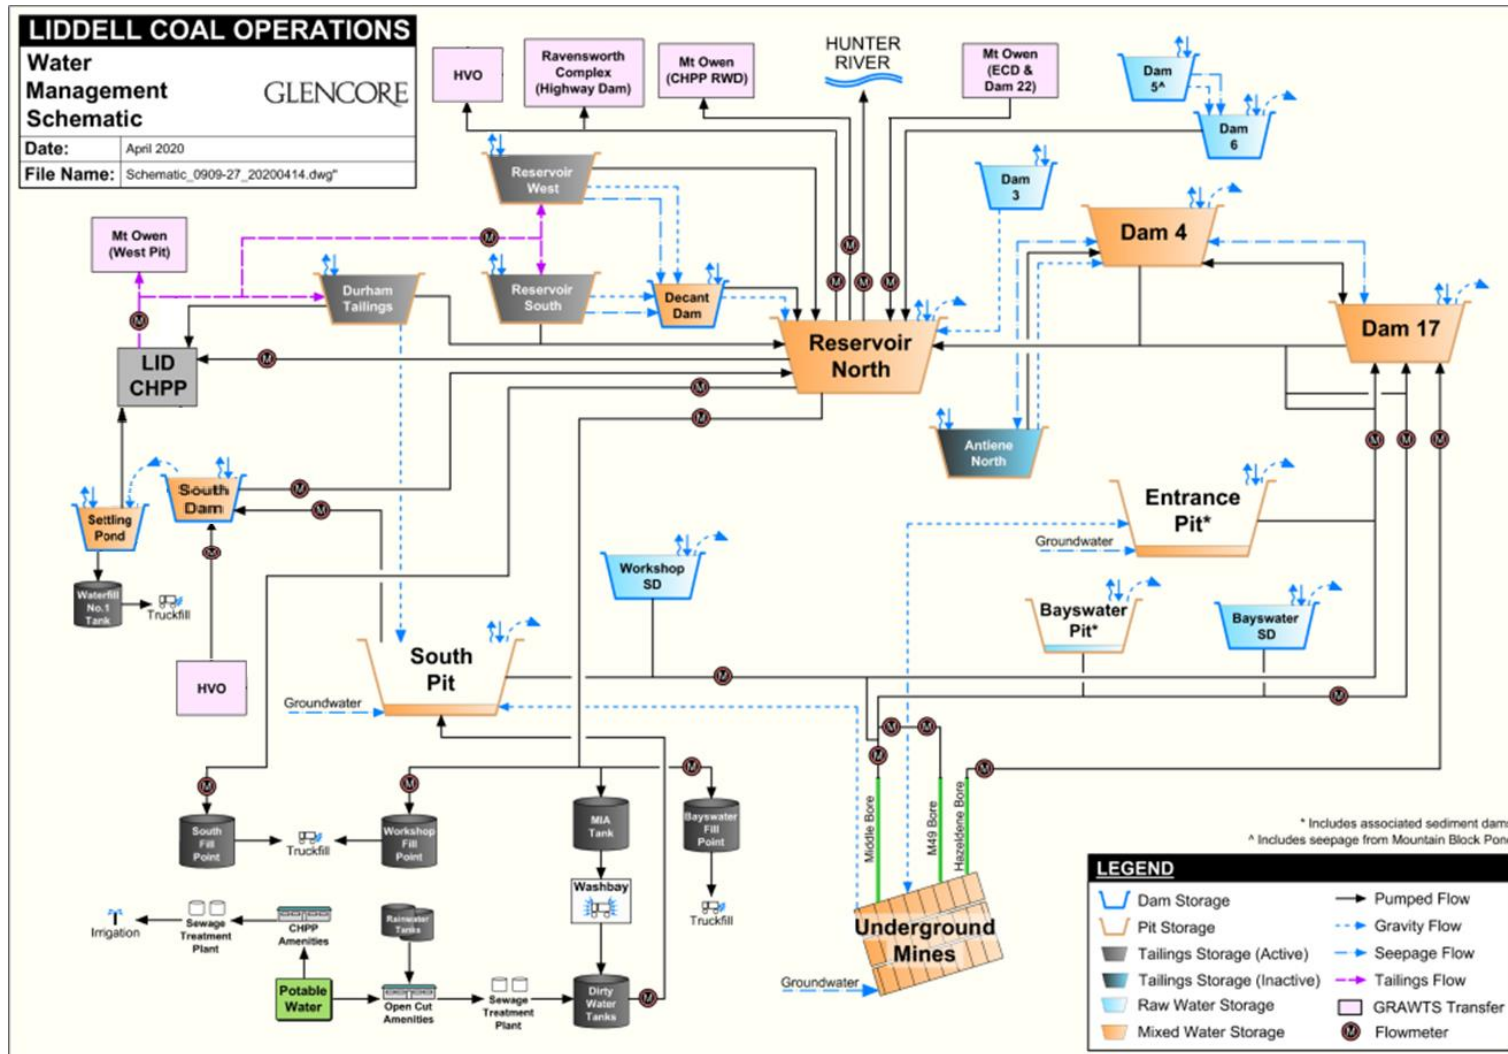 LIDDELL COAL OPERATIONS
Water
Management
Schematic
GLENCORE
Date:
April 2020
File Name:
Schematic_0909-27_20200414.dwg"
HVO
Ravensworth
Complex
(Highway Dam)
Mt Owen
(CHPP RWD)
HUNTER
RIVER
Mt Owen
(ECD &
Dam 22)
Dam
5^
Dam
6
Reservoir
West
Dam
3
Dam 4
Mt Owen
(West Pit)
M
Durham
Tailings
Reservoir
South
Decant
Dam
M
M
M
M
M
M
Reservoir
North
Dam 17
LID
CHPP
M
M
M
Antiene
North
M
M
M
South
Dam
M
M
Settling
Pond
M
Entrance
Pit*
Groundwater
Waterfill
No.1
Tank
Truckfill
Workshop
SD
Bayswater
Pit*
Bayswater
SD
HVO
South
Pit
Groundwater
M
M
M
M
M
M
M
M
M
South
Fill
Point
Truckfill
Workshop
Fill
Point
MIA
Tank
Bayswater
Fill
Point
Middle Bore
M49 Bore
Hazeldene Bore
* Includes associated sediment dams
^ Includes seepage from Mountain Block Pond
Washbay
Truckfill
Irrigation
Sewage
Treatment
Plant
CHPP
Amenities
Rainwater
Tanks
Underground
Mines
Groundwater
Potable
Water
Open Cut
Amenities
Sewage
Treatment
Plant
Dirty
Water
Tanks
M
LEGEND
Dam Storage
Pit Storage
Tailings Storage (Active)
Tailings Storage (Inactive)
Raw Water Storage
Mixed Water Storage
Pumped Flow
Gravity Flow
Seepage Flow
Tailings Flow
GRAWTS Transfer
M
Flowmeter